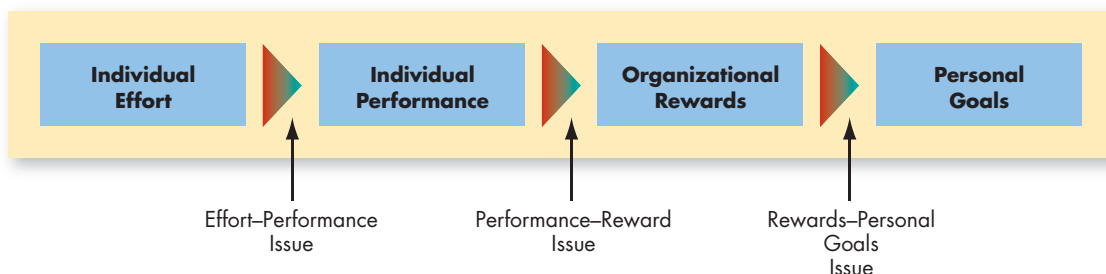 Individual
Effort
Individual
Performance
Organizational
Rewards
Personal
Goals
Effort–Performance
Issue
Performance–Reward
Issue
Rewards–Personal
Goals
Issue